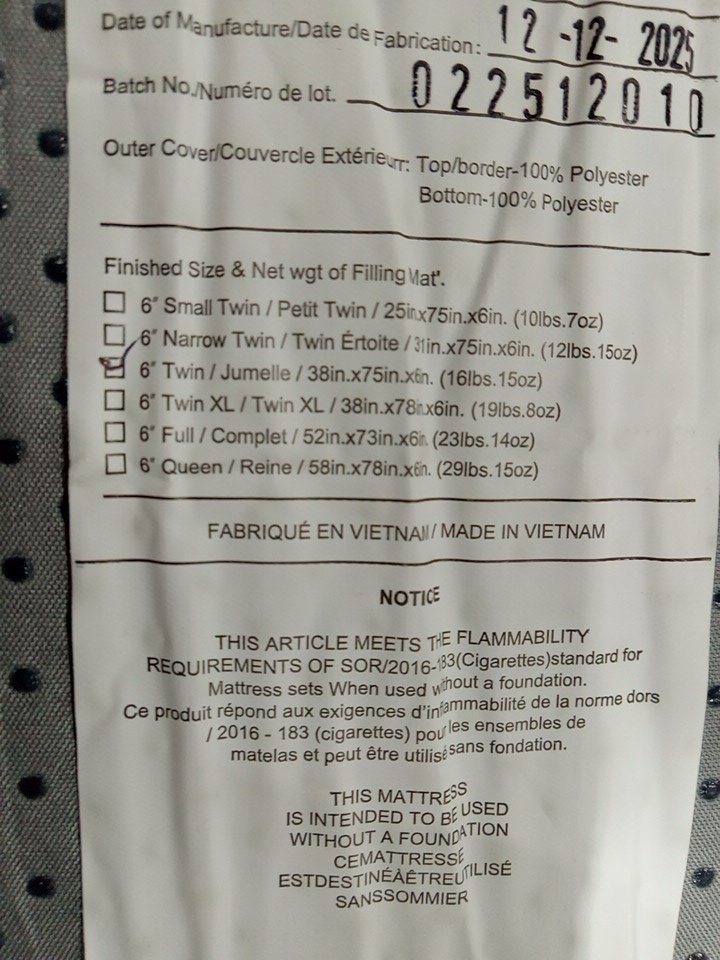 Date of Manufacture/Date de Fabrication: 12-12-2025
Batch No./Numéro de lot. 022512010
Outer Cover/Couvercle Extérieurr: Top/border-100% Polyester
Bottom-100% Polyester
Finished Size & Net wgt of Filling Mat'.
6" Small Twin / Petit Twin / 25in.x75in.x6in. (10lbs.7oz)
6" Narrow Twin / Twin Értoite / 31in.x75in.x6in. (12lbs.15oz)
6" Twin / Jumelle / 38in.x75in.x6in. (16lbs.15oz)
6" Twin XL / Twin XL / 38in.x78in.x6in. (19lbs.8oz)
6" Full / Complet / 52in.x73in.x6in. (23lbs.14oz)
6" Queen / Reine / 58in.x78in.x6in. (29lbs.15oz)
FABRIQUÉ EN VIETNAM / MADE IN VIETNAM
NOTICE
THIS ARTICLE MEETS THE FLAMMABILITY
REQUIREMENTS OF SOR/2016-183(Cigarettes)standard for
Mattress sets When used without a foundation.
Ce produit répond aux exigences d'inflammabilité de la norme dors
/ 2016 - 183 (cigarettes) pour les ensembles de
matelas et peut être utilisé sans fondation.
THIS MATTRESS
IS INTENDED TO BE USED
WITHOUT A FOUNDATION
CEMATTRESSE
ESTDESTINÉÀÊTREUTILISÉ
SANSSOMMIER